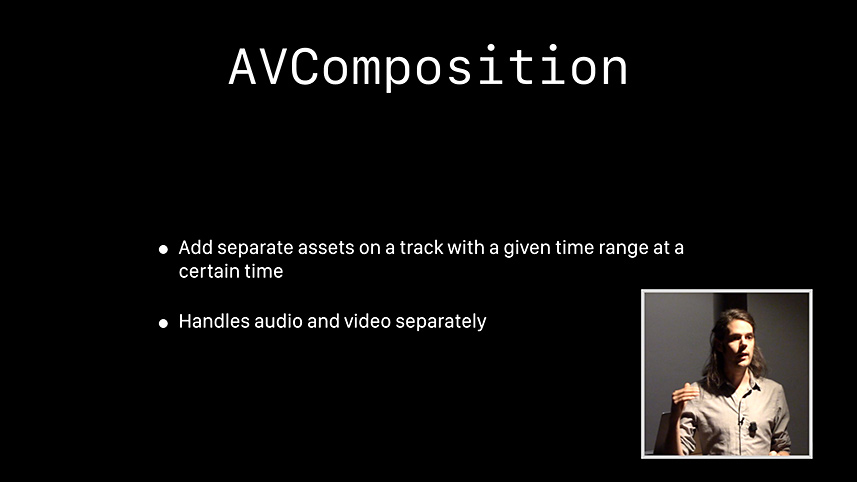 AVComposition
• Add separate assets on a track with a given time range at a
certain time
• Handles audio and video separately